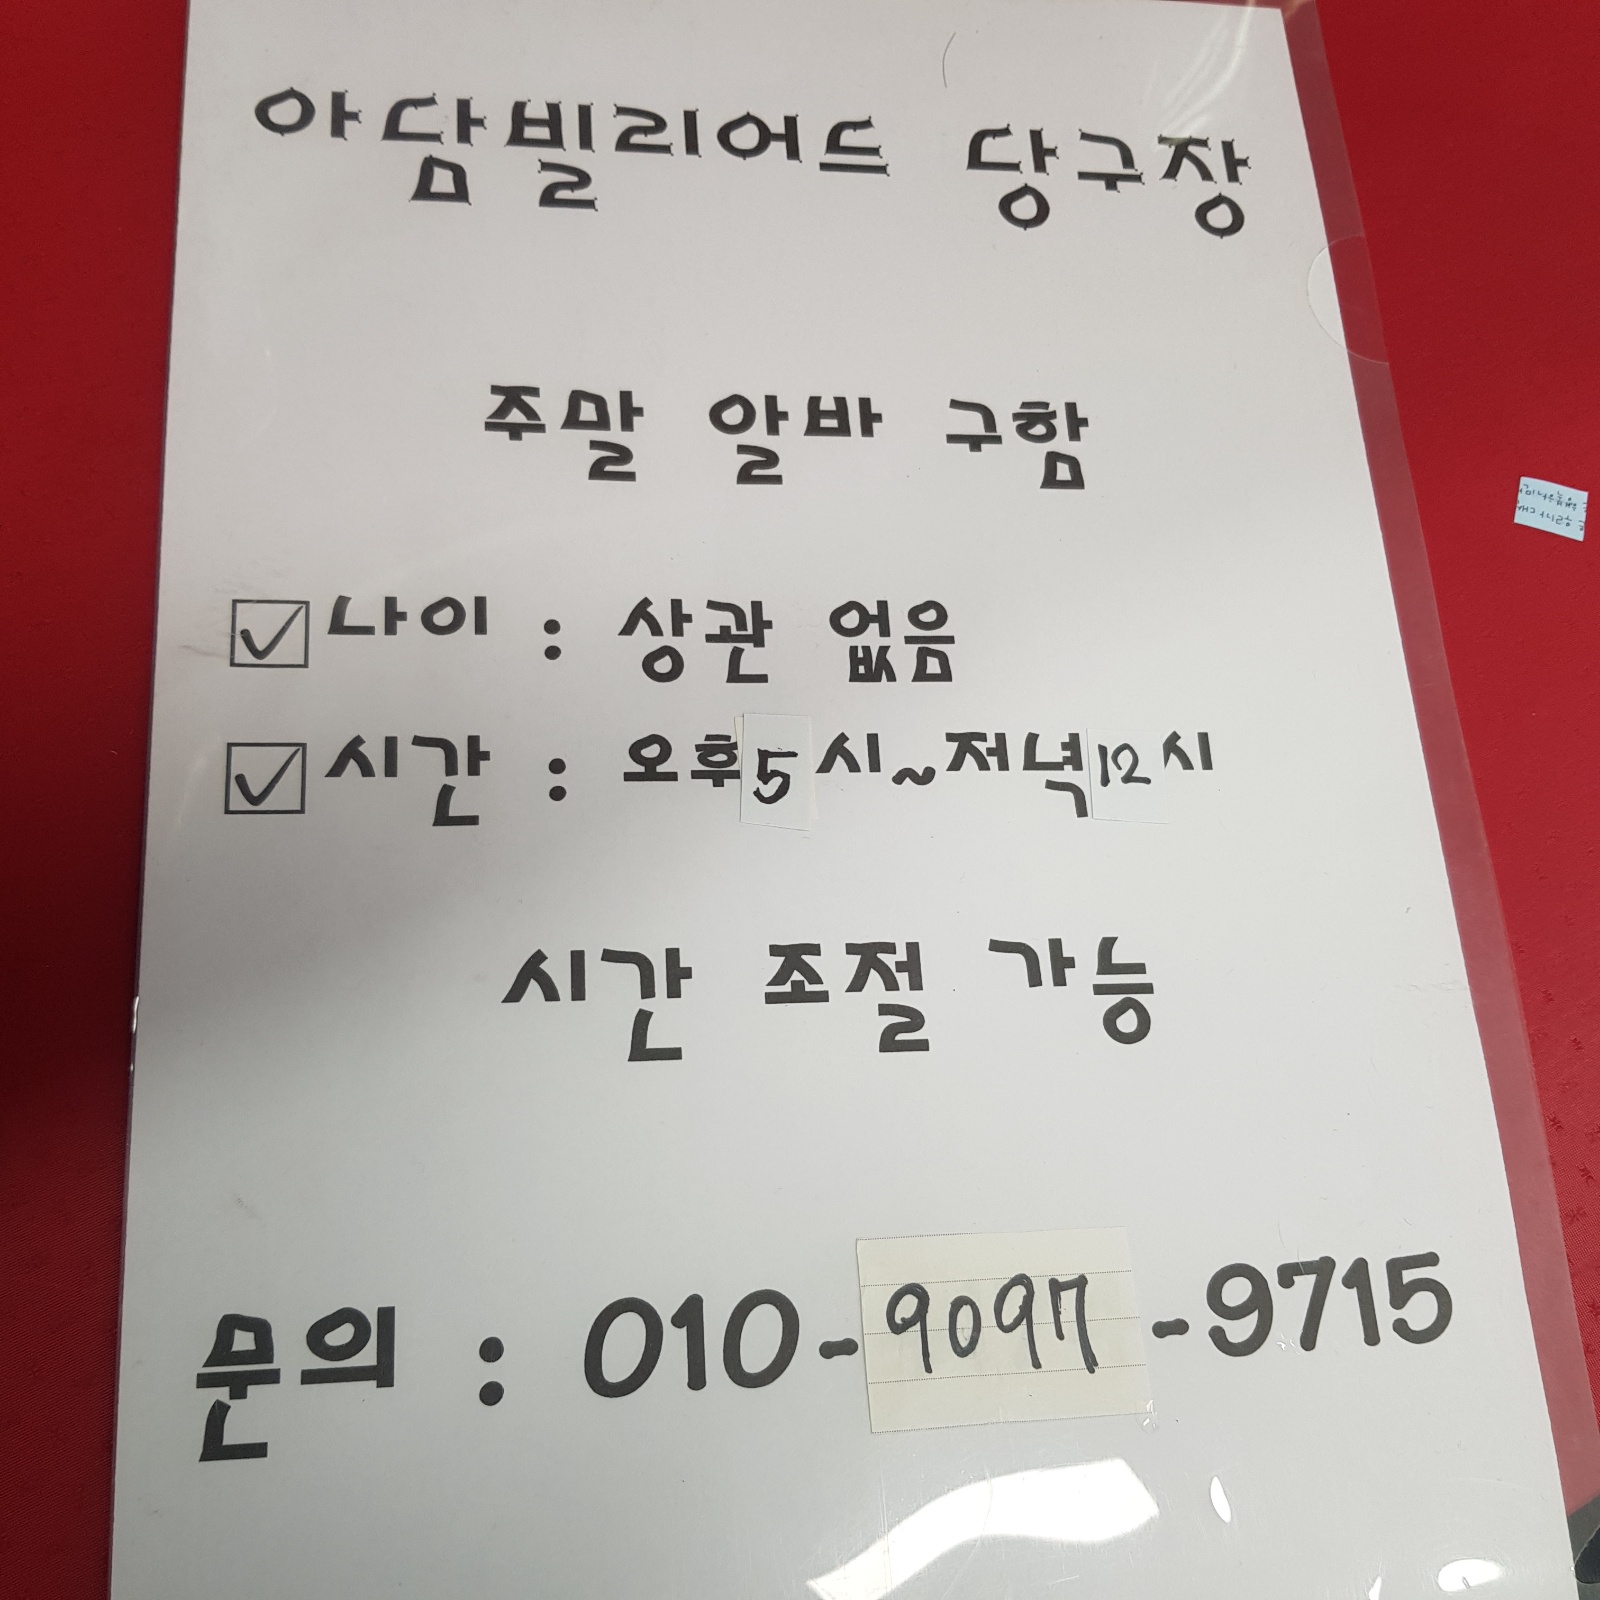 아담빌리어드 당구장
주말 알바 구함
나이 : 상관 없음
시간 : 오후5시~저녁12시
시간 조절 가능
문의 : 010-9097-9715